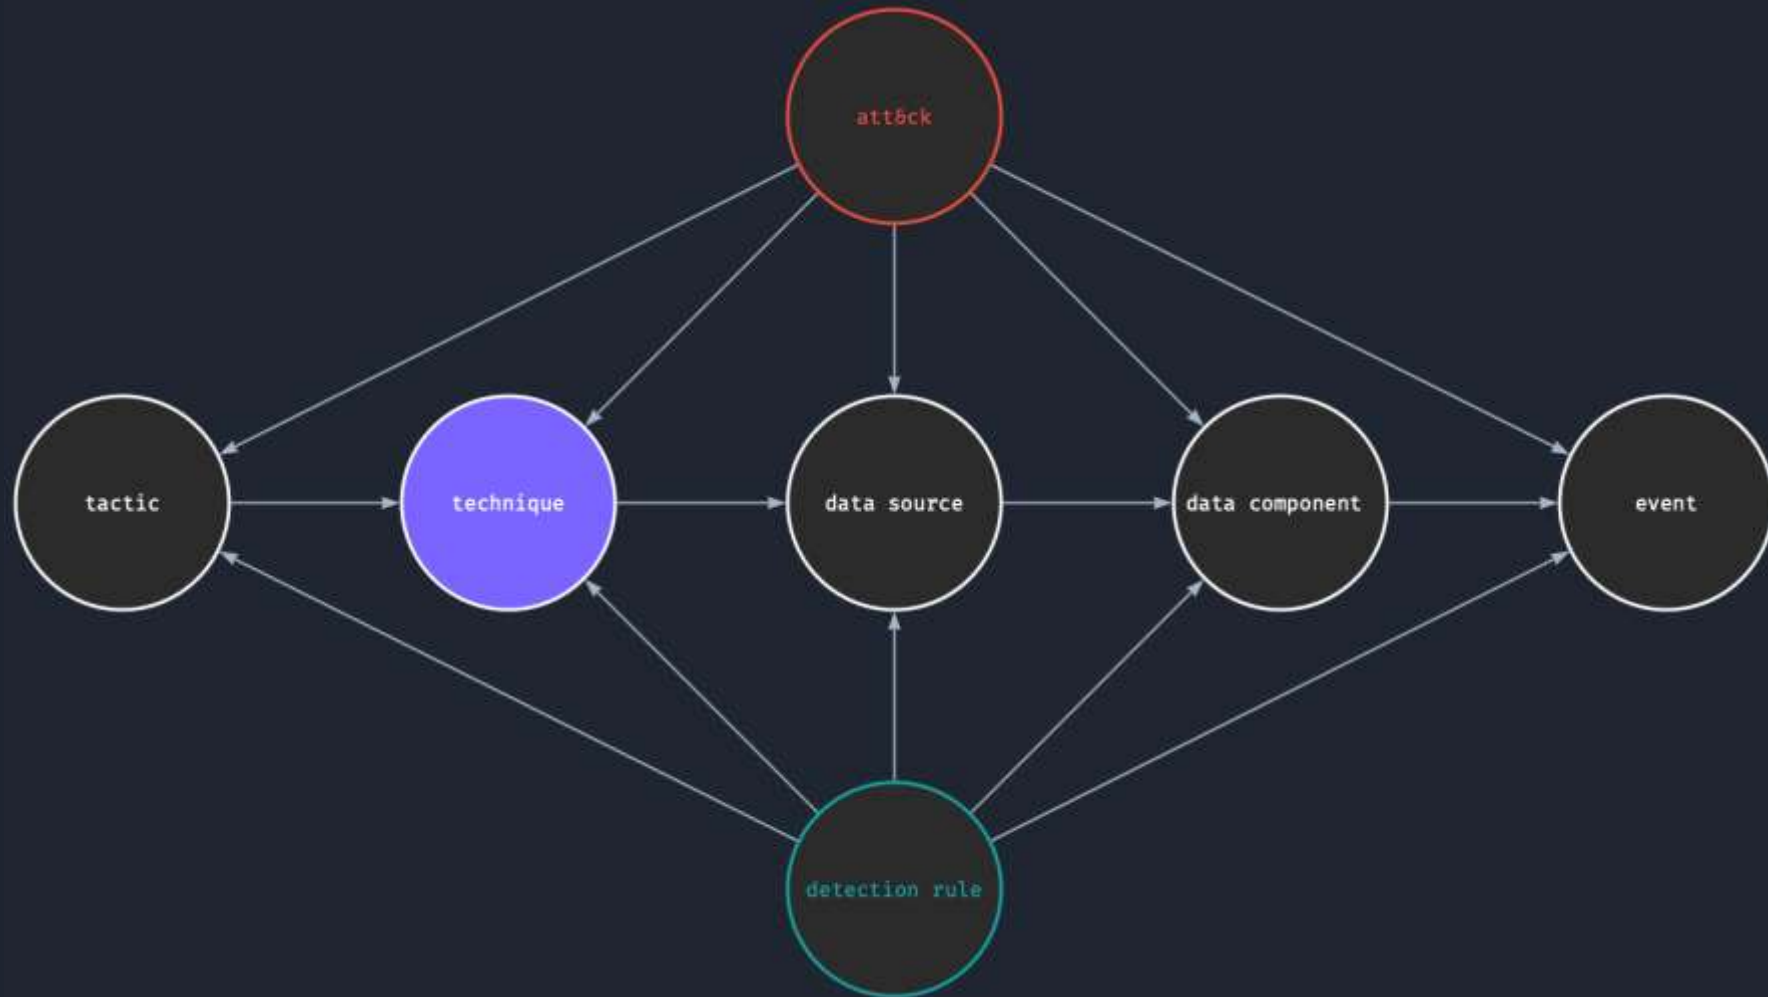 att&ck
tactic
technique
data source
data component
event
detection rule